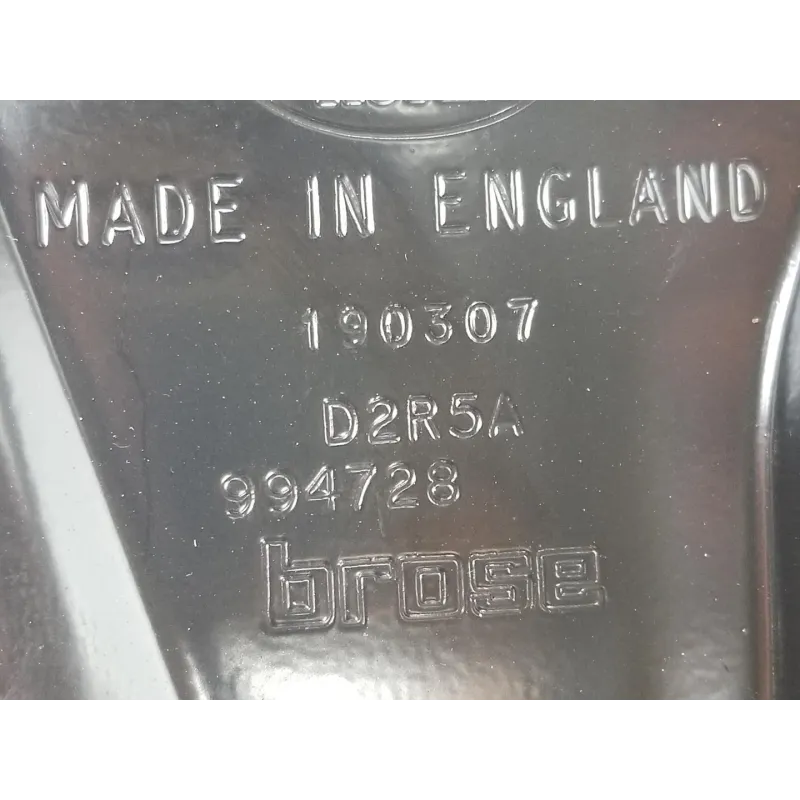 MADE IN ENGLAND
190307
D2R5A
994728
brose